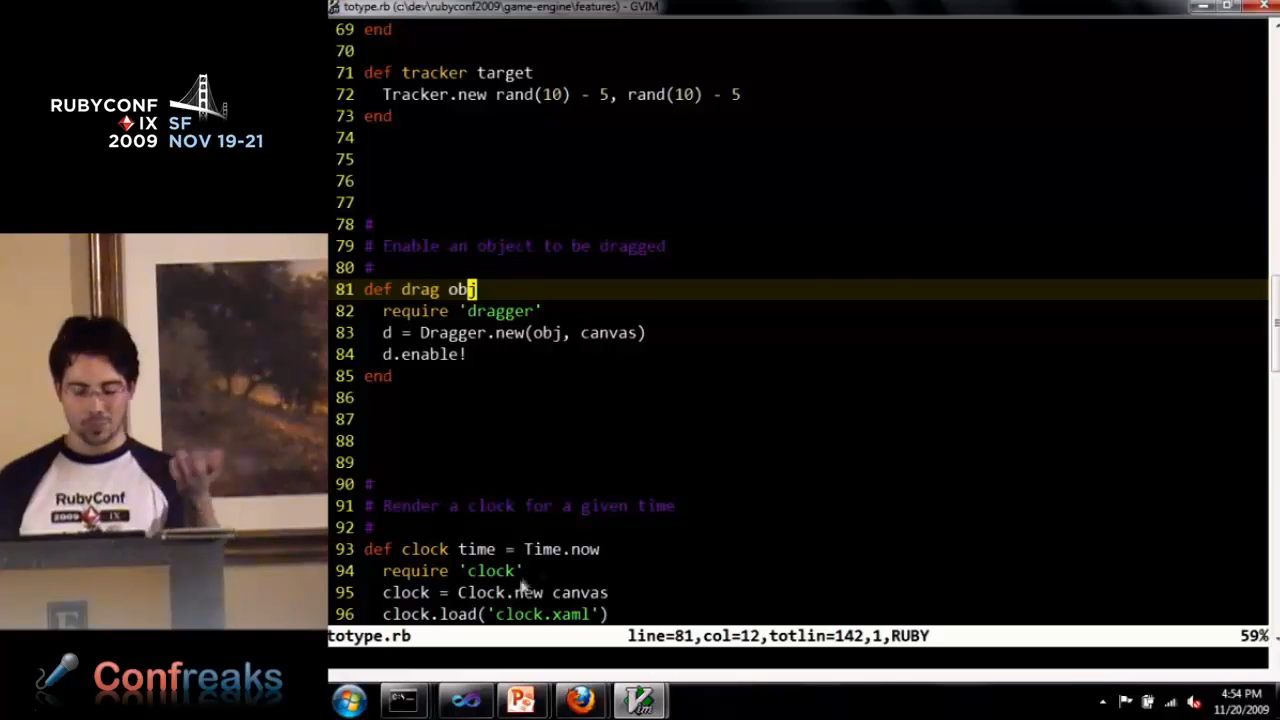 totype.rb (c:\dev\rubyconf2009\game-engine\features) - GVIM
RUBYCONF
IX SF
2009 NOV 19-21
69 end
70
71 def tracker target
72 Tracker.new rand(10) - 5, rand(10) - 5
73 end
74
75
76
77
78 #
79 # Enable an object to be dragged
80 #
81 def drag obj
82 require 'dragger'
83 d = Dragger.new(obj, canvas)
84 d.enable!
85 end
86
87
88
89
90 #
91 # Render a clock for a given time
92 #
93 def clock time = Time.now
94 require 'clock'
95 clock = Clock.new canvas
96 clock.load('clock.xaml')
totype.rb line=81,col=12,totlin=142,1,RUBY 59%
RubyConf
2009 IX
Confreaks
C:\
Vim
4:54 PM
11/20/2009